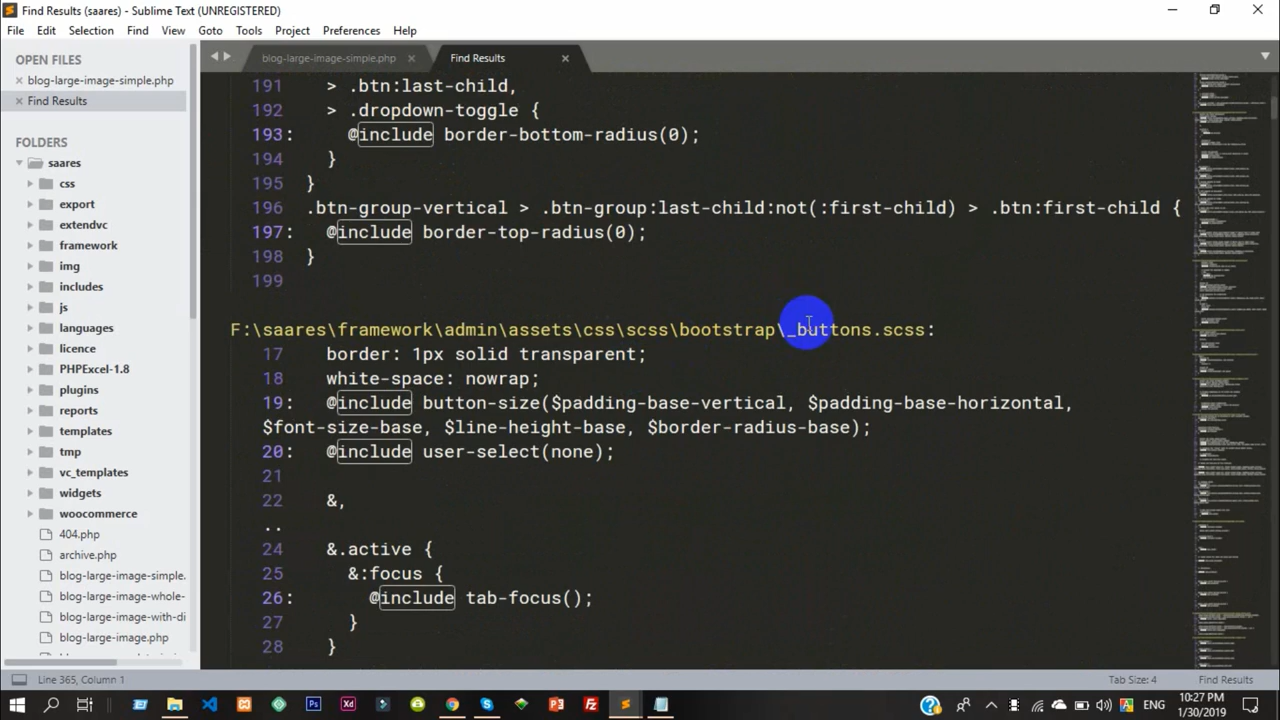 Find Results (saares) - Sublime Text (UNREGISTERED)
File Edit Selection Find View Goto Tools Project Preferences Help
OPEN FILES
blog-large-image-simple.php
Find Results
FOLDERS
saares
css
export
extendvc
framework
img
includes
js
languages
licence
PHPExcel-1.8
plugins
reports
templates
tmp
vc_templates
widgets
woocommerce
404.php
archive.php
blog-large-image-simple.
blog-large-image-whole-
blog-large-image-with-di
blog-large-image.php
blog-large-image-simple.php
Find Results
191 > .btn:last-child,
192 > .dropdown-toggle {
193: @include border-bottom-radius(0);
194 }
195 }
196 .btn-group-vertical > .btn-group:last-child:not(:first-child) > .btn:first-child {
197: @include border-top-radius(0);
198 }
199
F:\saares\framework\admin\assets\css\scss\bootstrap\_buttons.scss:
17 border: 1px solid transparent;
18 white-space: nowrap;
19: @include button-size($padding-base-vertical, $padding-base-horizontal,
$font-size-base, $line-height-base, $border-radius-base);
20: @include user-select(none);
21
22 &,
..
24 &.active {
25 &:focus {
26: @include tab-focus();
27 }
28 }
Line 365, Column 1
Tab Size: 4
Find Results
10:27 PM
1/30/2019